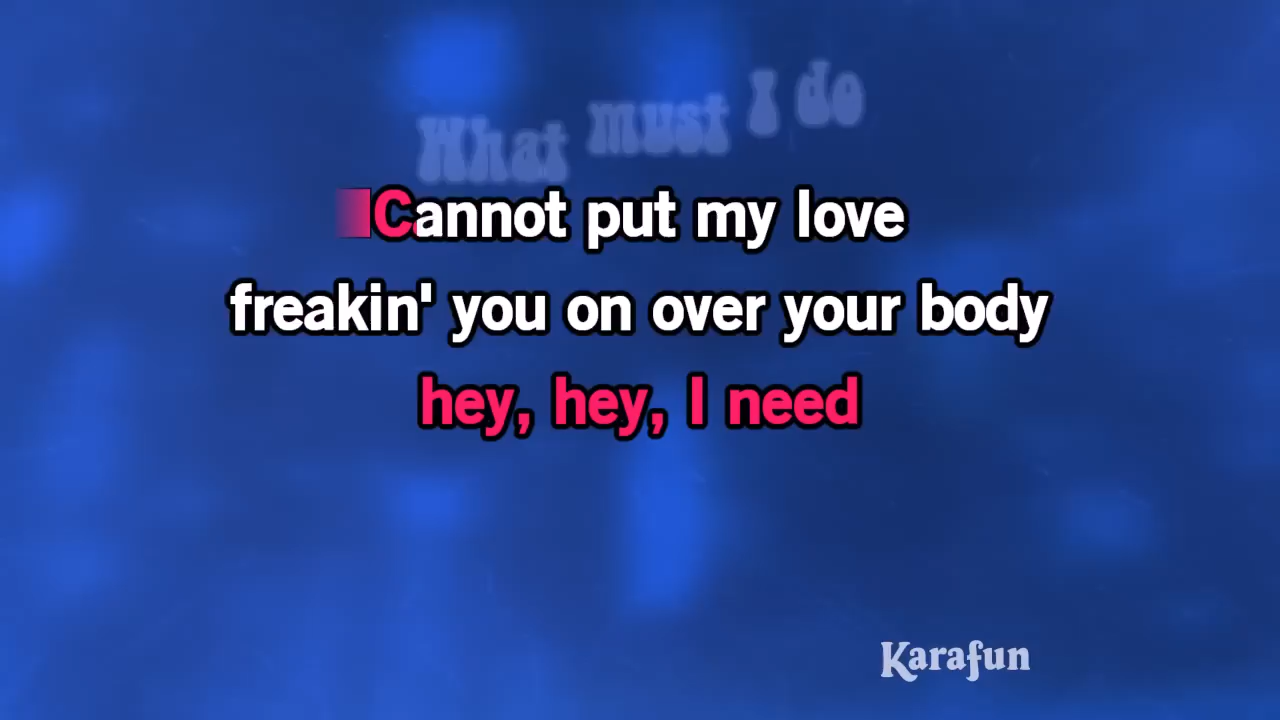 What must I do
Cannot put my love
freakin' you on over your body
hey, hey, I need
Karafun